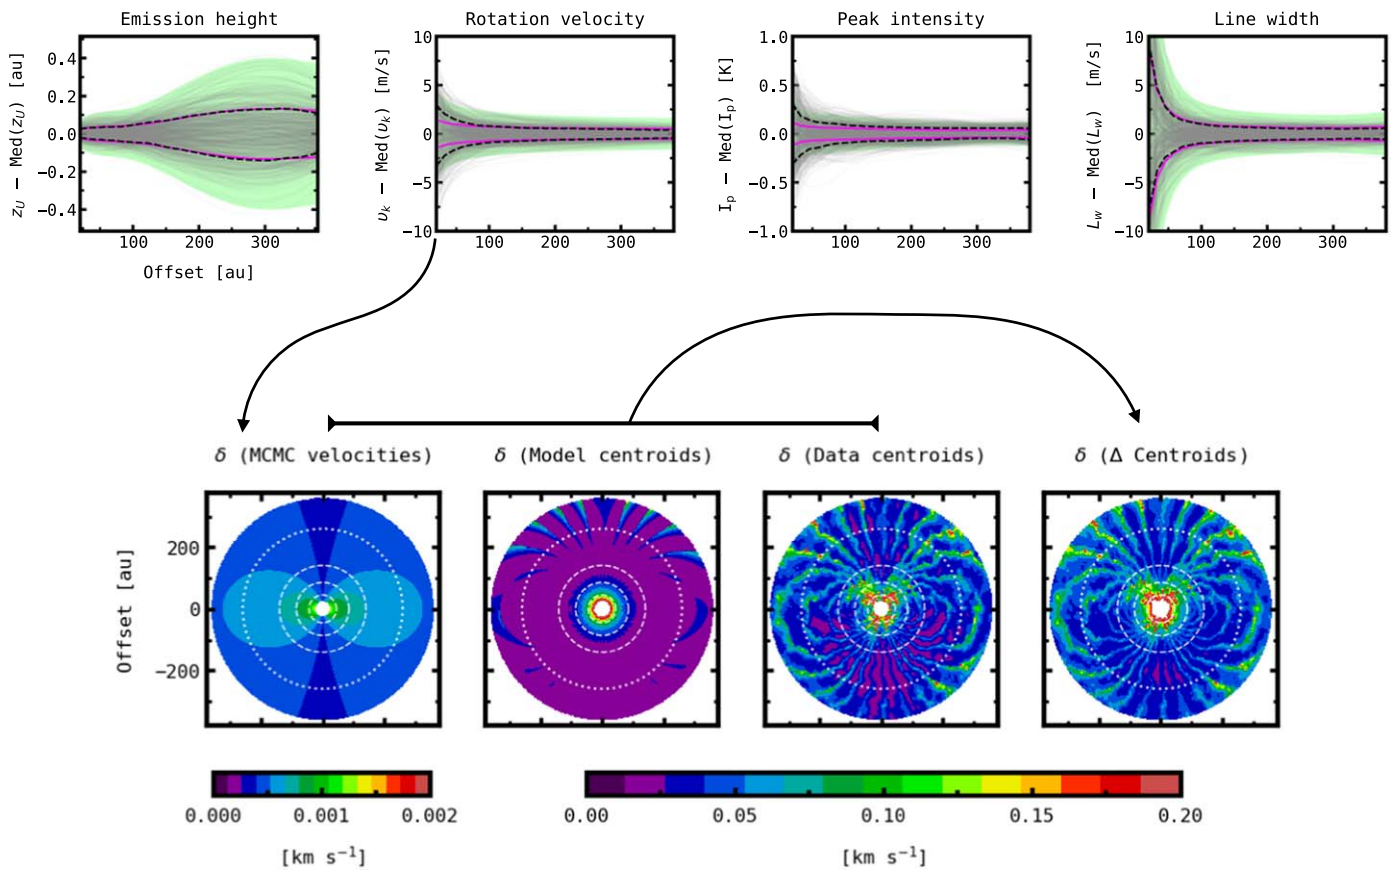 Emission height
Rotation velocity
Peak intensity
Line width
z_U − Med(z_U) [au]
0.4
0.2
0.0
−0.2
−0.4
100
200
300
Offset [au]
υ_k − Med(υ_k) [m/s]
10
5
0
−5
−10
100
200
300
I_p − Med(I_p) [K]
1.0
0.5
0.0
−0.5
−1.0
100
200
300
L_w − Med(L_w) [m/s]
10
5
0
−5
−10
100
200
300
δ (MCMC velocities)
δ (Model centroids)
δ (Data centroids)
δ (Δ Centroids)
Offset [au]
200
0
−200
0.000
0.001
0.002
[km s⁻¹]
0.00
0.05
0.10
0.15
0.20
[km s⁻¹]